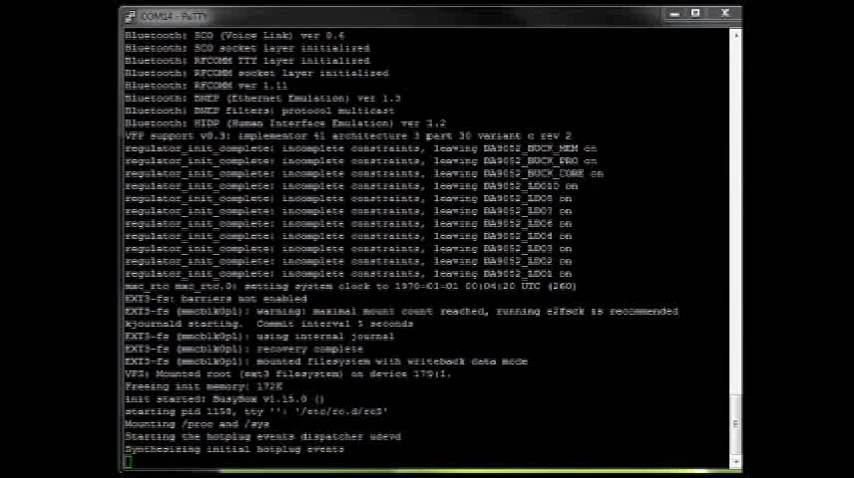 COM14 - PuTTY
Bluetooth: SCO (Voice Link) ver 0.6
Bluetooth: SCO socket layer initialized
Bluetooth: RFCOMM TTY layer initialized
Bluetooth: RFCOMM socket layer initialized
Bluetooth: RFCOMM ver 1.11
Bluetooth: BNEP (Ethernet Emulation) ver 1.3
Bluetooth: BNEP filters: protocol multicast
Bluetooth: HIDP (Human Interface Emulation) ver 1.2
VFP support v0.3: implementor 41 architecture 3 part 30 variant c rev 2
regulator_init_complete: incomplete constraints, leaving DA9052_BUCK_MEM on
regulator_init_complete: incomplete constraints, leaving DA9052_BUCK_PRO on
regulator_init_complete: incomplete constraints, leaving DA9052_BUCK_CORE on
regulator_init_complete: incomplete constraints, leaving DA9052_LDO10 on
regulator_init_complete: incomplete constraints, leaving DA9052_LDO8 on
regulator_init_complete: incomplete constraints, leaving DA9052_LDO7 on
regulator_init_complete: incomplete constraints, leaving DA9052_LDO6 on
regulator_init_complete: incomplete constraints, leaving DA9052_LDO4 on
regulator_init_complete: incomplete constraints, leaving DA9052_LDO3 on
regulator_init_complete: incomplete constraints, leaving DA9052_LDO2 on
regulator_init_complete: incomplete constraints, leaving DA9052_LDO1 on
mxc_rtc mxc_rtc.0: setting system clock to 1970-01-01 00:04:20 UTC (260)
EXT3-fs: barriers not enabled
EXT3-fs (mmcblk0p1): warning: maximal mount count reached, running e2fsck is recommended
kjournald starting.  Commit interval 5 seconds
EXT3-fs (mmcblk0p1): using internal journal
EXT3-fs (mmcblk0p1): recovery complete
EXT3-fs (mmcblk0p1): mounted filesystem with writeback data mode
VFS: Mounted root (ext3 filesystem) on device 179:1.
Freeing init memory: 172K
init started: BusyBox v1.15.0 ()
starting pid 1158, tty '': '/etc/rc.d/rcS'
Mounting /proc and /sys
Starting the hotplug events dispatcher udevd
Synthesizing initial hotplug events